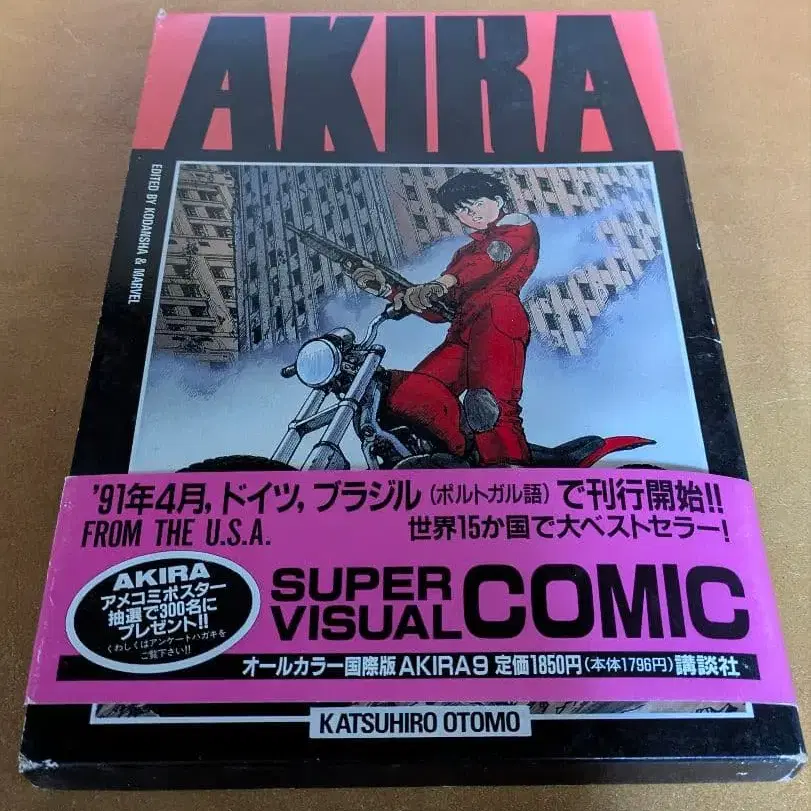 AKIRA
EDITED BY KODANSHA & MARVEL
'91年4月,ドイツ,ブラジル(ポルトガル語)で刊行開始!!
FROM THE U.S.A.
世界15か国で大ベストセラー!
AKIRA
アメコミポスター
抽選で300名に
プレゼント!!
くわしくはアンケートハガキを
ご覧下さい!!
SUPER
VISUAL
COMIC
オールカラー国際版AKIRA9 定価1850円(本体1796円)講談社
KATSUHIRO OTOMO